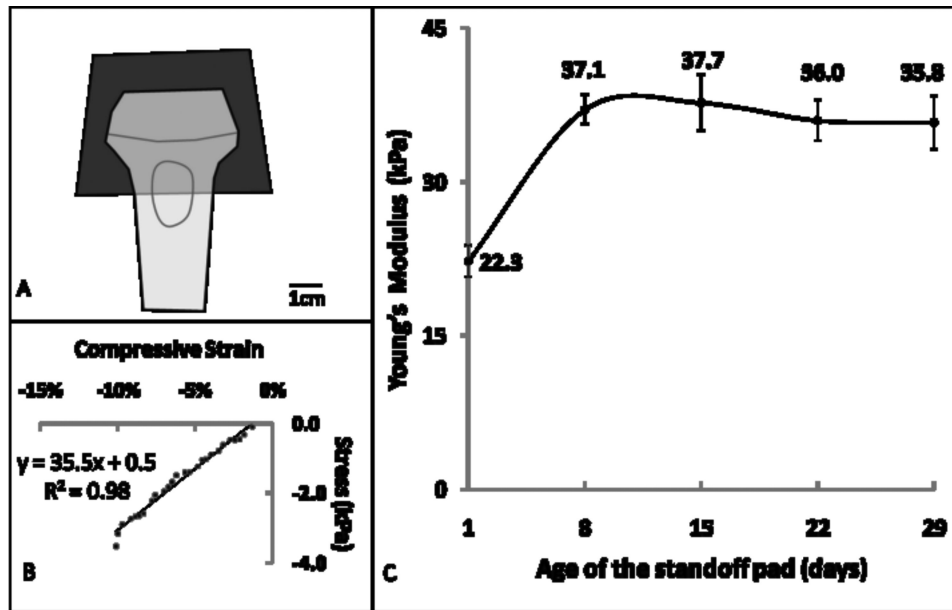 A
1cm
Compressive Strain
-15% -10% -5% 0%
0.0
-2.0
-4.0
Stress (kPa)
y = 35.5x + 0.5
R² = 0.98
B
45
30
15
0
Young's Modulus (kPa)
22.3
37.1
37.7
36.0
35.8
1 8 15 22 29
Age of the standoff pad (days)
C